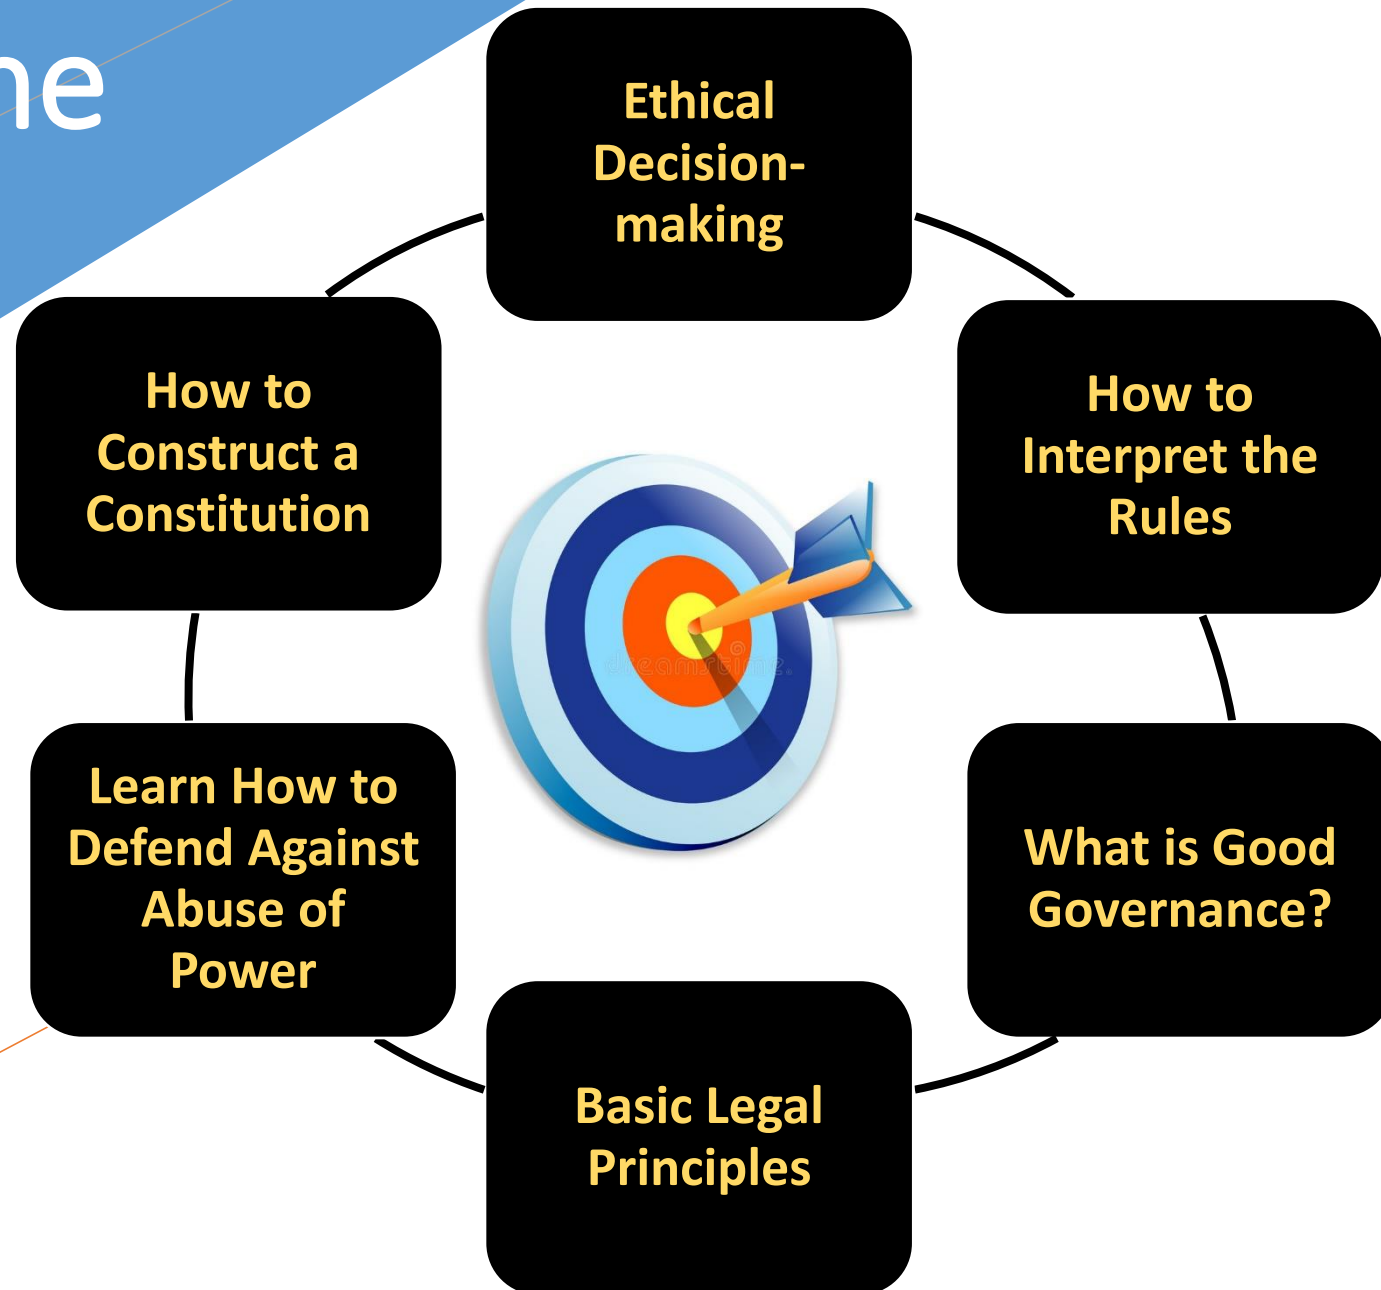 ne
Ethical
Decision-
making
How to
Construct a
Constitution
How to
Interpret the
Rules
dreamstime.
Learn How to
Defend Against
Abuse of
Power
What is Good
Governance?
Basic Legal
Principles